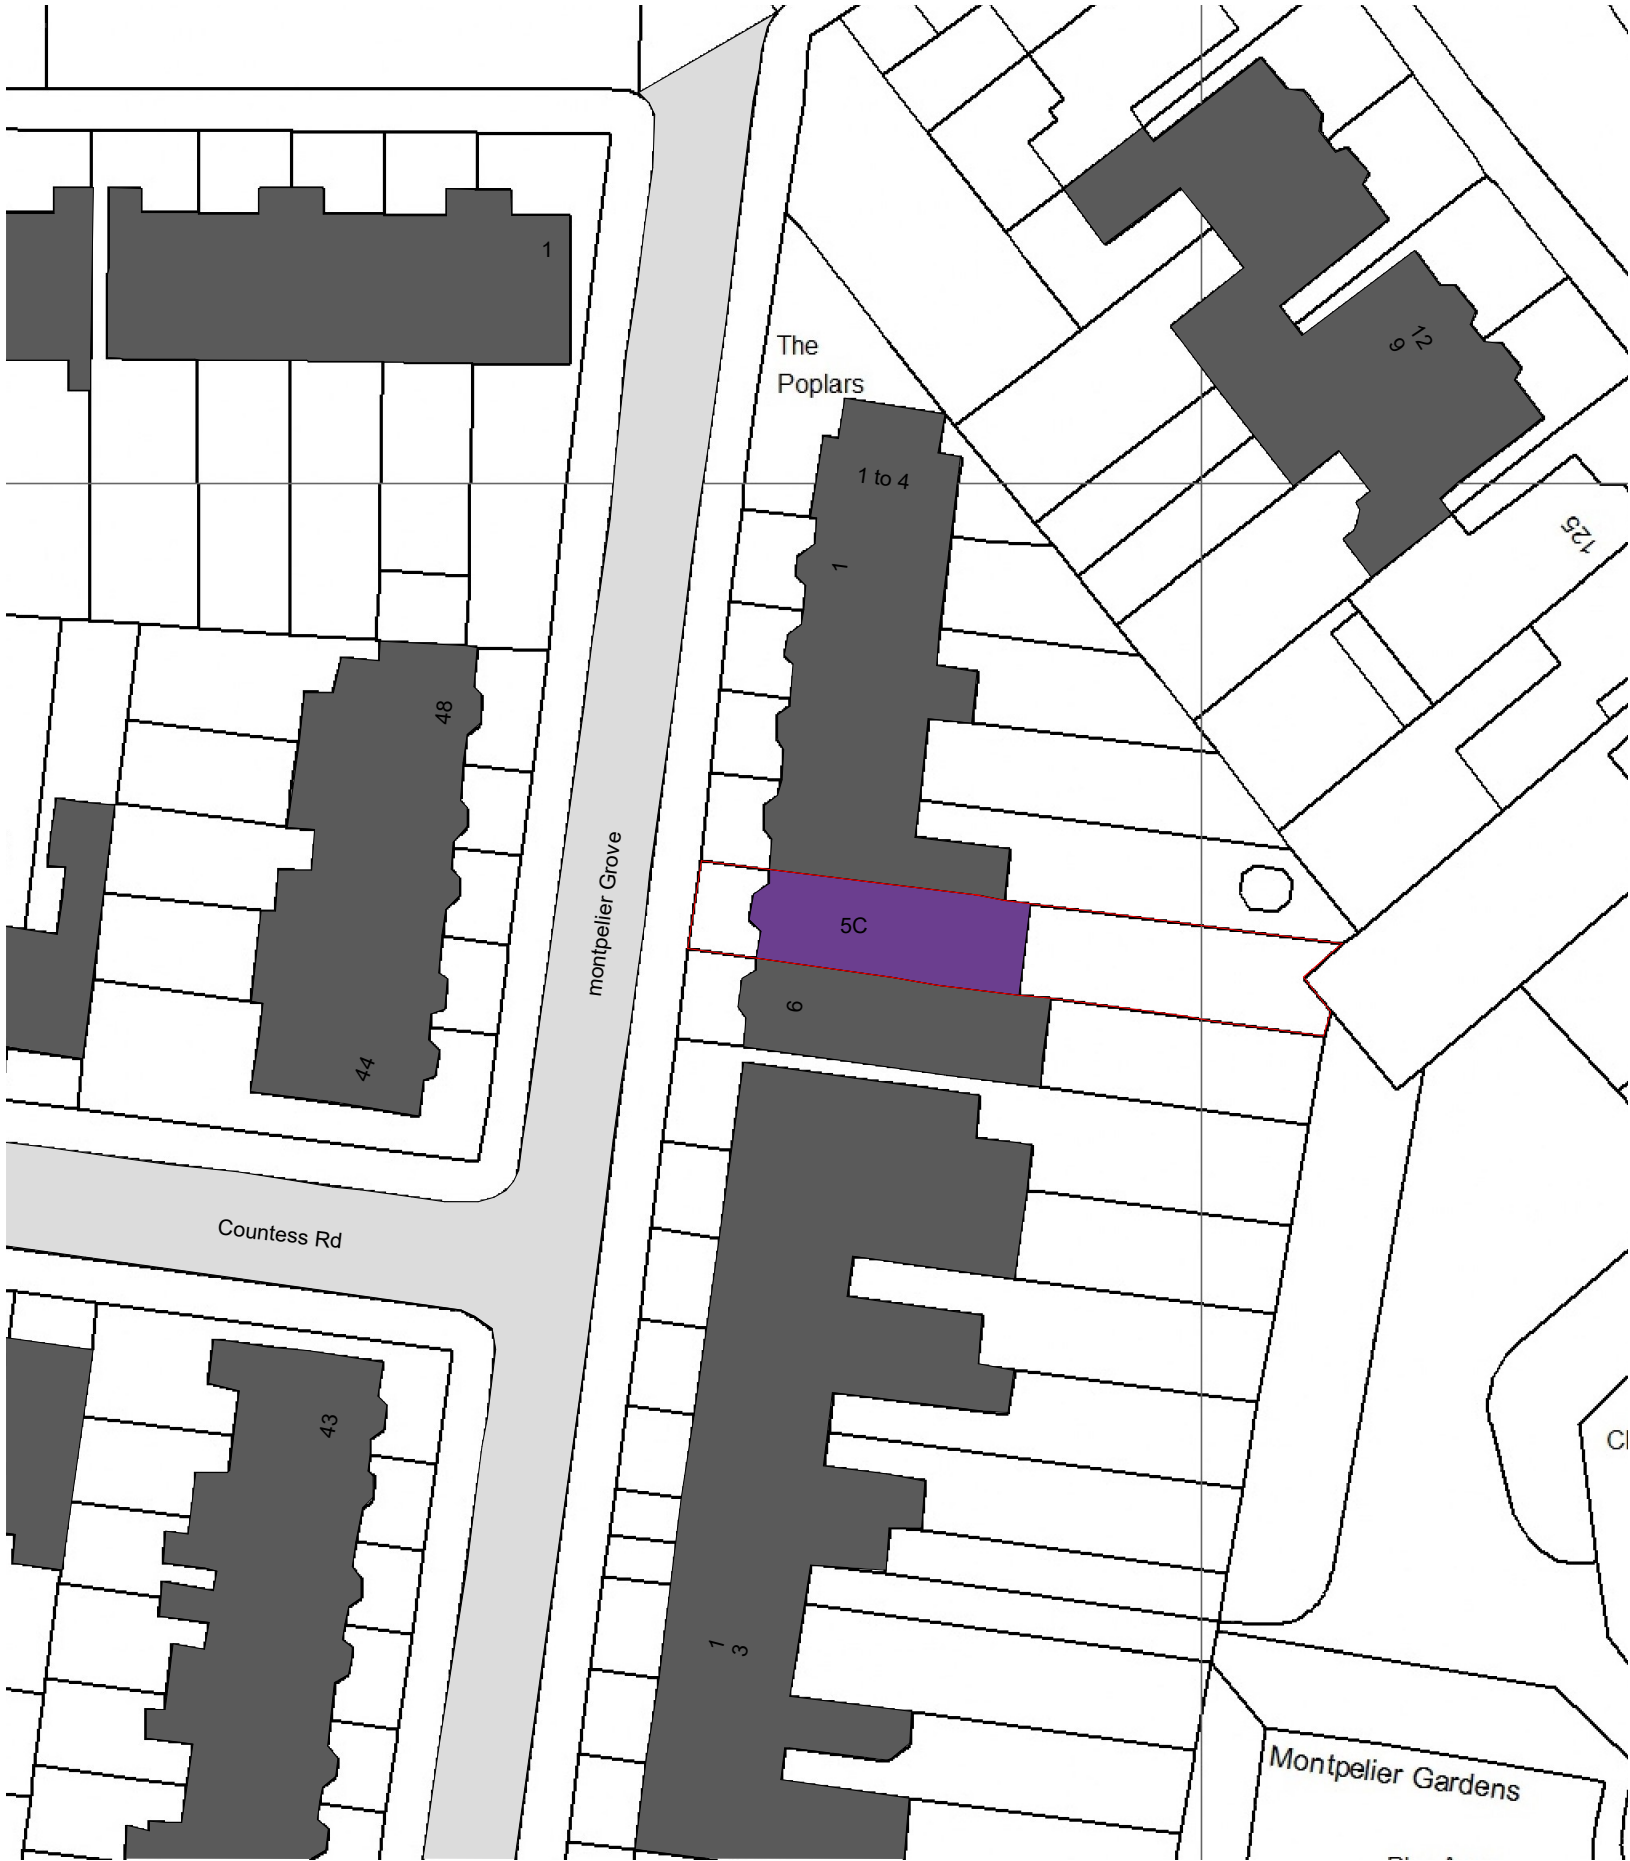 1
The
Poplars
12
9
1 to 4
125
1
48
montpelier Grove
5C
6
44
Countess Rd
43
1
3
Montpelier Gardens